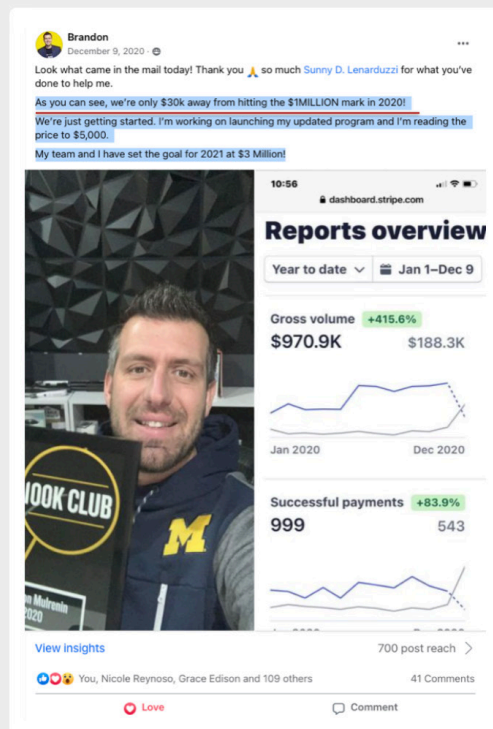 Brandon
December 9, 2020 ·
Look what came in the mail today! Thank you 🙏 so much Sunny D. Lenarduzzi for what you've
done to help me.
As you can see, we're only $30k away from hitting the $1MILLION mark in 2020!
We're just getting started. I'm working on launching my updated program and I'm reading the
price to $5,000.
My team and I have set the goal for 2021 at $3 Million!
OOK CLUB
M
n Mulrenin
2020
10:56
dashboard.stripe.com
Reports overview
Year to date
Jan 1–Dec 9
Gross volume +415.6%
$970.9K $188.3K
Jan 2020 Dec 2020
Successful payments +83.9%
999 543
View insights 700 post reach
You, Nicole Reynoso, Grace Edison and 109 others 41 Comments
Love Comment